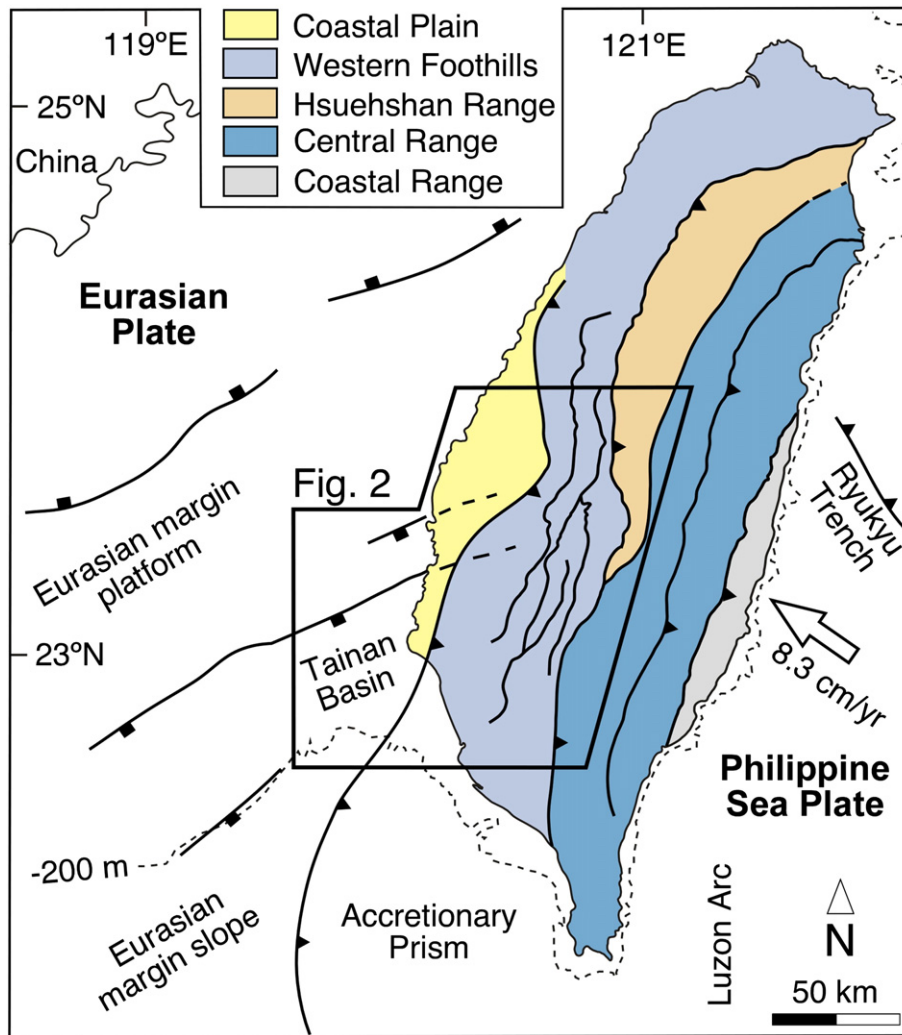 119ºE
121ºE
Coastal Plain
Western Foothills
Hsuehshan Range
Central Range
Coastal Range
25ºN
China
Eurasian
Plate
Fig. 2
Eurasian margin
platform
Ryukyu
Trench
23ºN
Tainan
Basin
8.3 cm/yr
Philippine
Sea Plate
-200 m
Eurasian
margin slope
Accretionary
Prism
Luzon Arc
N
50 km